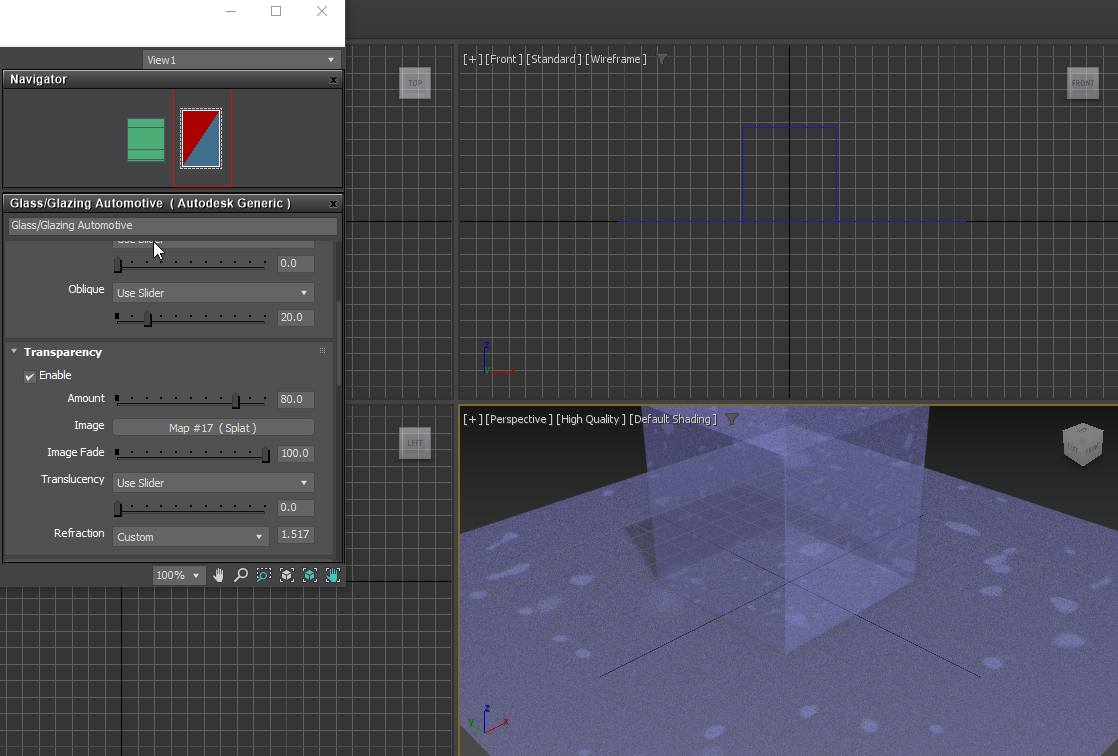 View1
Navigator x
Glass/Glazing Automotive ( Autodesk Generic ) x
Glass/Glazing Automotive
Use Slider
0.0
Oblique Use Slider
20.0
Transparency
Enable
Amount 80.0
Image Map #17 ( Splat )
Image Fade 100.0
Translucency Use Slider
0.0
Refraction Custom 1.517
100%
TOP
[+] [Front ] [Standard ] [Wireframe ]
FRONT
z
LEFT
[+] [Perspective ] [High Quality ] [Default Shading ]
LEFT FRONT
z
y x